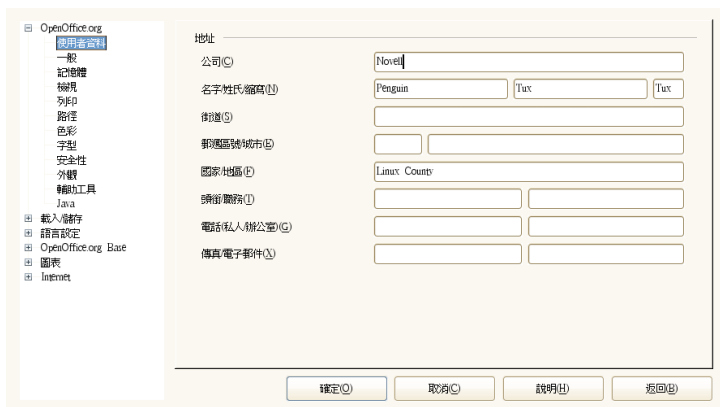 OpenOffice.org
使用者資料
一般
記憶體
檢視
列印
路徑
色彩
字型
安全性
外觀
輔助工具
Java
載入/儲存
語言設定
OpenOffice.org Base
圖表
Internet
地址
公司(C) Novell
名字/姓氏/縮寫(N) Penguin Tux Tux
街道(S)
郵遞區號/城市(E)
國家/地區(F) Linux County
頭銜/職務(T)
電話(私人/辦公室)(G)
傳真/電子郵件(X)
確定(O) 取消(C) 說明(H) 返回(B)